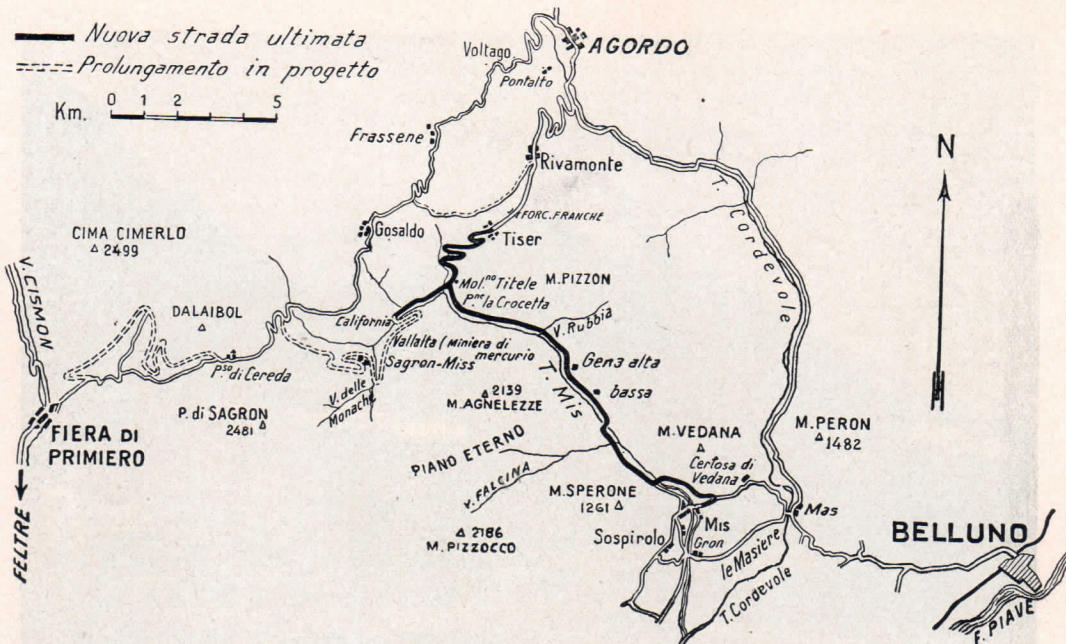 Nuova strada ultimata
Prolungamento in progetto
Km. 0 1 2 5
AGORDO
Voltago
Pontalto
Frassene
Rivamonte
N
T. Cordevole
FORC. FRANCHE
Gosaldo
Tiser
CIMA CIMERLO
2499
V. CISMON
Mol.no Titele
M. PIZZON
P.te la Crocetta
DALAIBOL
California
V. Rubbia
Vallalta (Miniera di
mercurio
Sagron-Miss
Gena alta
P.so di Cereda
bassa
T. Mis
V. delle
Monache
2139
M. AGNELEZZE
P. di SAGRON
2481
FIERA DI
PRIMIERO
M. VEDANA
M. PERON
1482
PIANO ETERNO
Certosa di
Vedana
V. FALCINA
M. SPERONE
1261
FELTRE
Mas
Mis
Sospirolo
Gron
BELLUNO
2186
M. PIZZOCCO
le Masiere
T. Cordevole
F. PIAVE